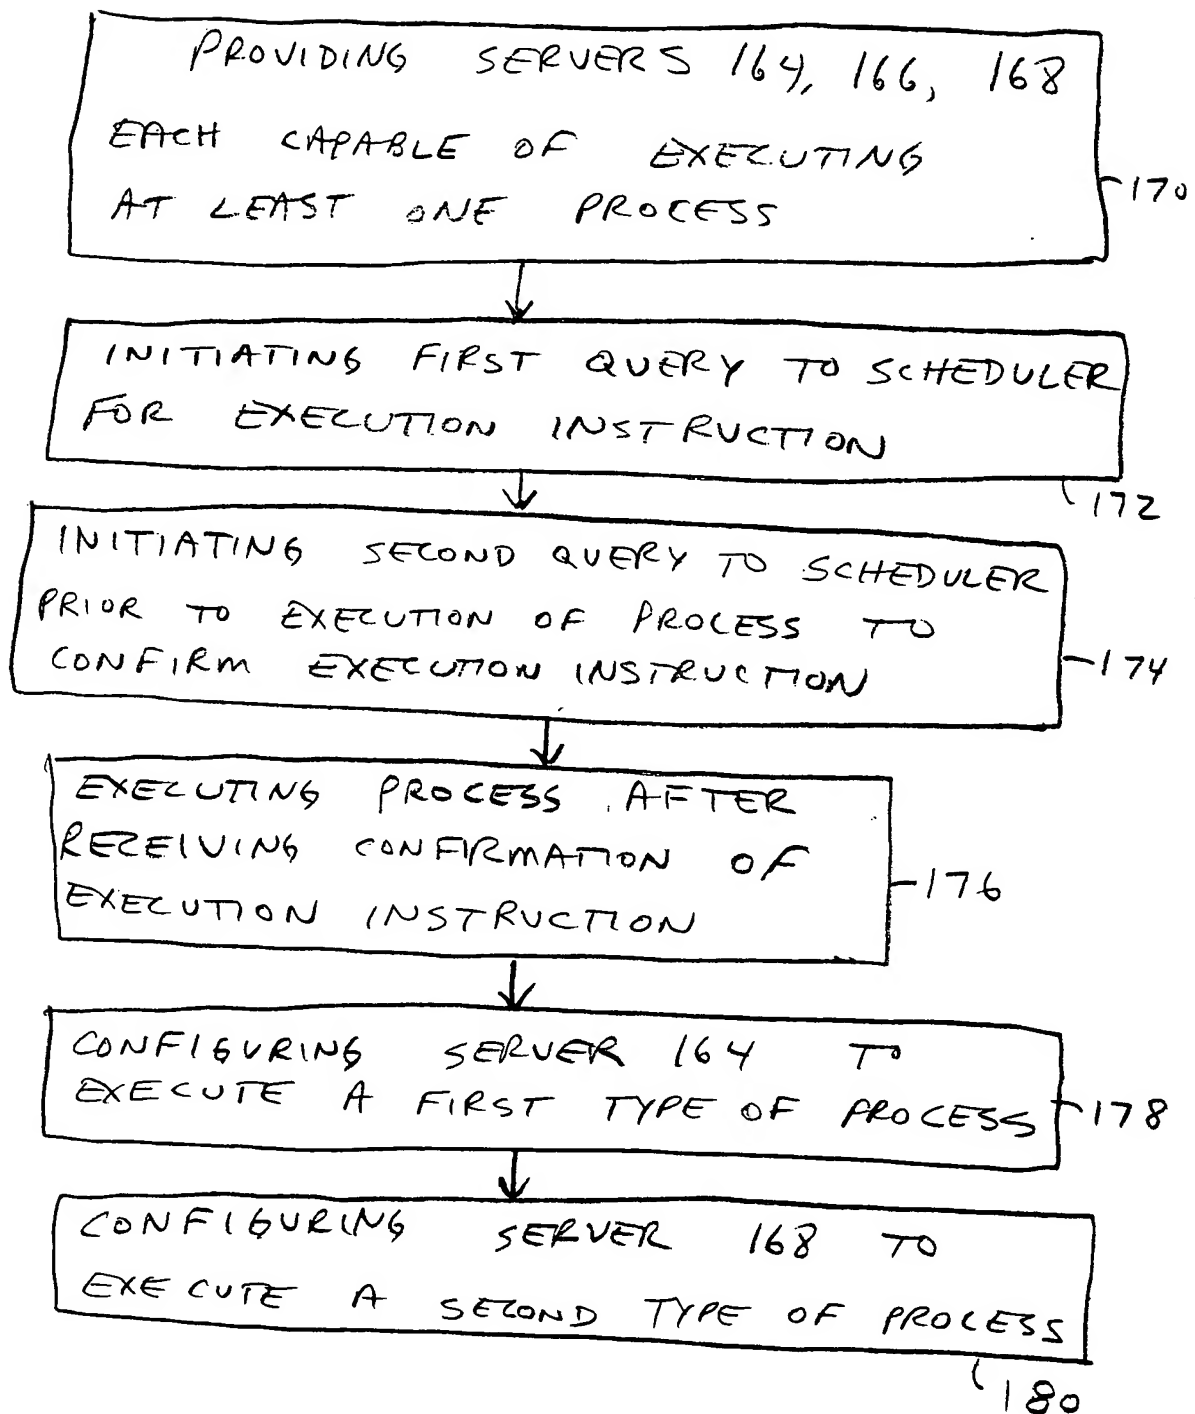 PROVIDING SERVERS 164, 166, 168
EACH CAPABLE OF EXECUTING
AT LEAST ONE PROCESS
170
INITIATING FIRST QUERY TO SCHEDULER
FOR EXECUTION INSTRUCTION
172
INITIATING SECOND QUERY TO SCHEDULER
PRIOR TO EXECUTION OF PROCESS TO
CONFIRM EXECUTION INSTRUCTION
174
EXECUTING PROCESS AFTER
RECEIVING CONFIRMATION OF
EXECUTION INSTRUCTION
176
CONFIGURING SERVER 164 TO
EXECUTE A FIRST TYPE OF PROCESS
178
CONFIGURING SERVER 168 TO
EXECUTE A SECOND TYPE OF PROCESS
180